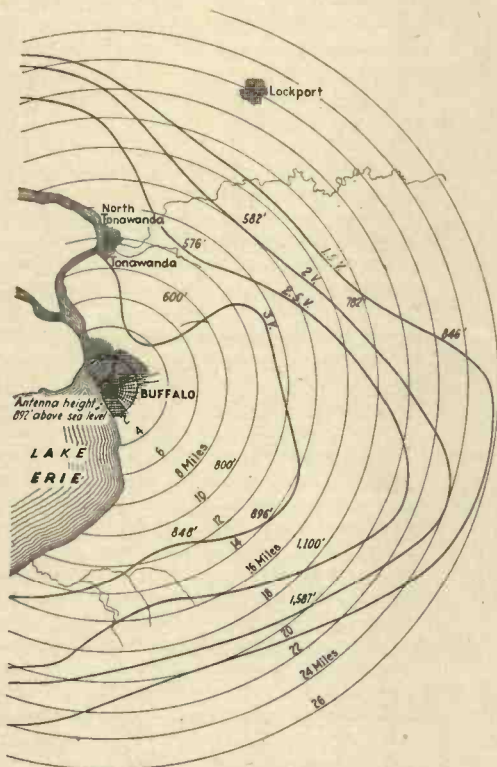 Lockport
North
Tonawanda
Tonawanda
582'
576'
1.5 V.
2 V.
2.5 V.
782'
600'
3 V.
846'
BUFFALO
Antenna height,
892' above sea level
4
LAKE
ERIE
6
8 Miles
800'
10
12
896'
848'
14
1,100'
16 Miles
1,587'
18
20
22
24 Miles
26